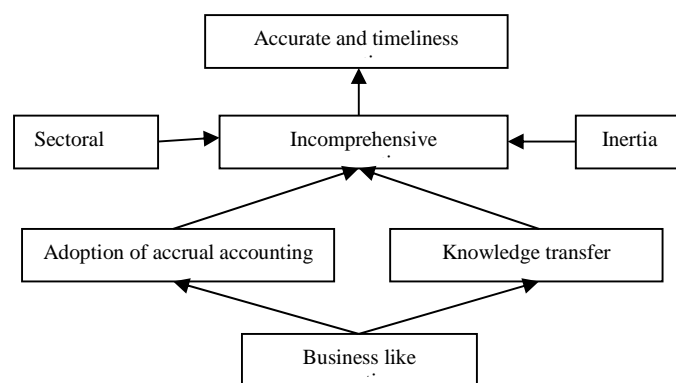 Accurate and timeliness
Sectoral
Incomprehensive
Inertia
Adoption of accrual accounting
Knowledge transfer
Business like